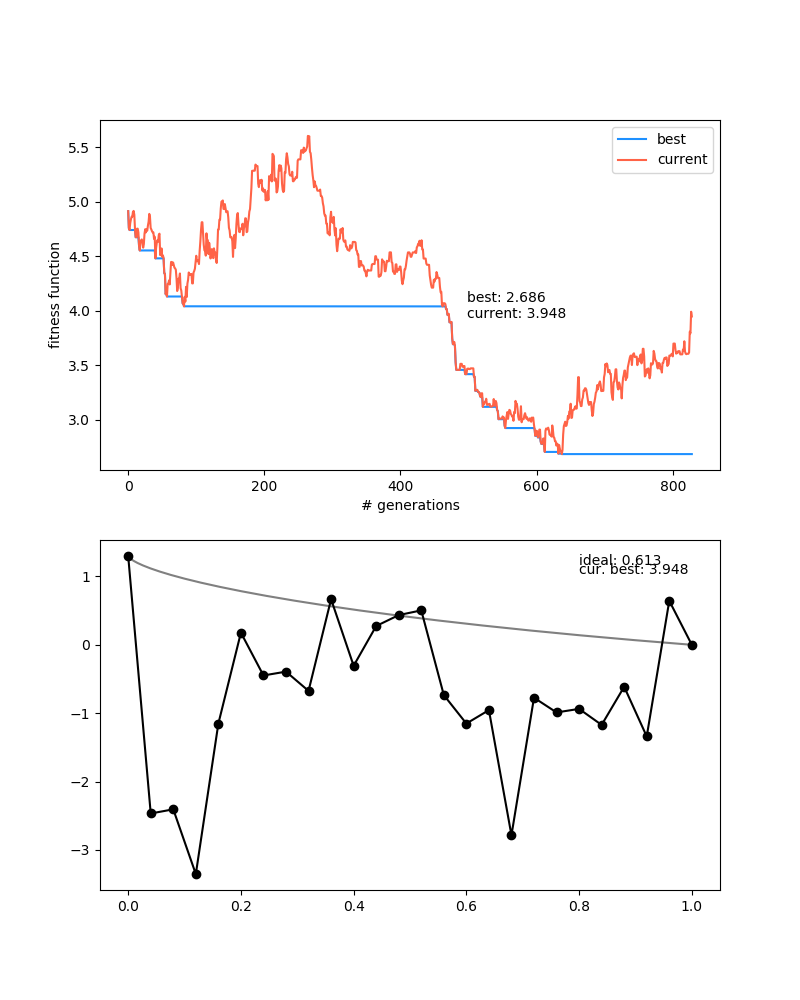 best
current
fitness function
5.5
5.0
4.5
4.0
3.5
3.0
best: 2.686
current: 3.948
0
200
400
600
800
# generations
ideal: 0.613
cur. best: 3.948
1
0
−1
−2
−3
0.0
0.2
0.4
0.6
0.8
1.0